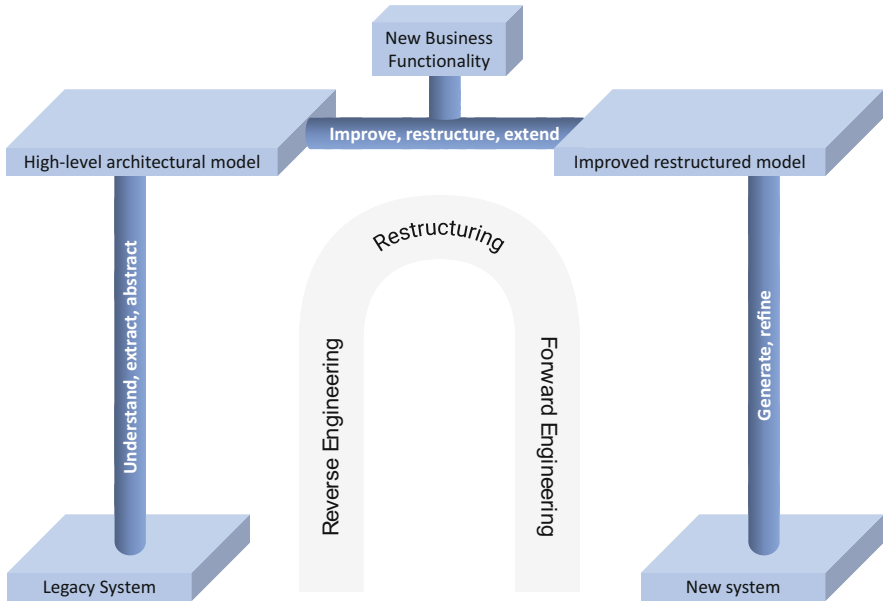 New Business
Functionality
Improve, restructure, extend
High-level architectural model
Improved restructured model
Restructuring
Understand, extract, abstract
Reverse Engineering
Forward Engineering
Generate, refine
Legacy System
New system